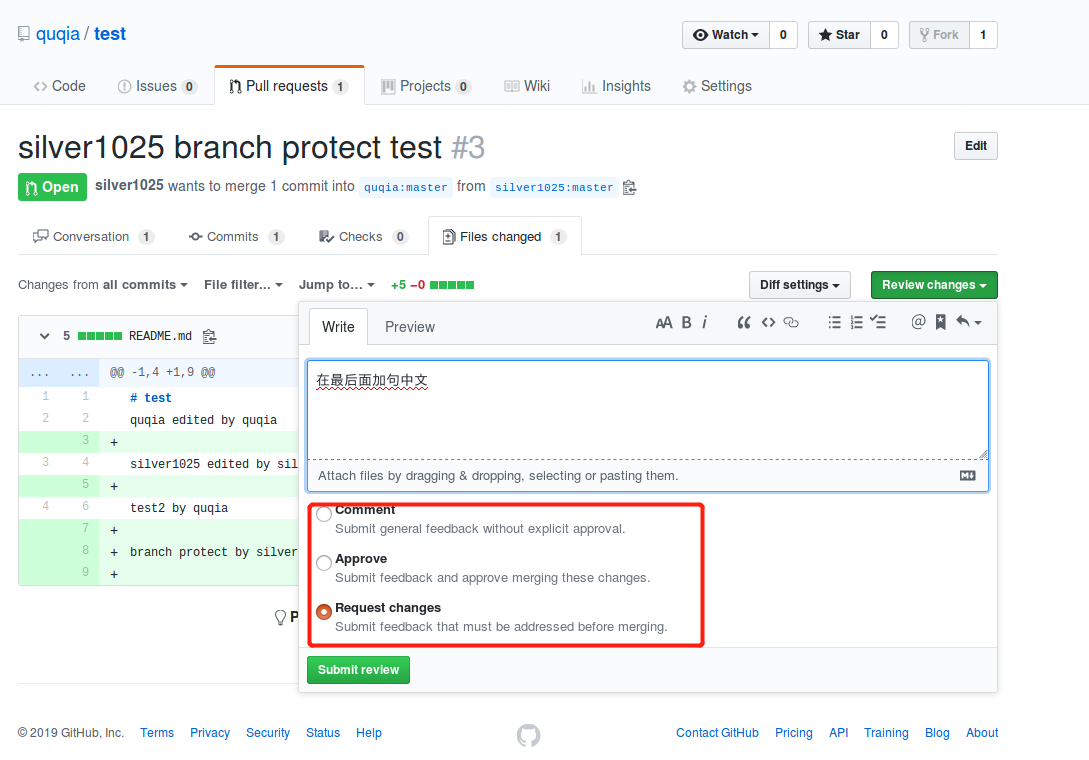 quqia / test
Watch 0 Star 0 Fork 1
Code Issues 0 Pull requests 1 Projects 0 Wiki Insights Settings
silver1025 branch protect test #3 Edit
Open silver1025 wants to merge 1 commit into quqia:master from silver1025:master
Conversation 1 Commits 1 Checks 0 Files changed 1
Changes from all commits File filter... Jump to... +5 −0 Diff settings Review changes
5 README.md
... ... @@ -1,4 +1,9 @@
1 1 # test
2 2 quqia edited by quqia
3 +
3 4 silver1025 edited by sil
5 +
4 6 test2 by quqia
7 +
8 + branch protect by silver
9 +
P
Write Preview
AA B i “ <> @
在最后面加句中文
Attach files by dragging & dropping, selecting or pasting them.
Comment
Submit general feedback without explicit approval.
Approve
Submit feedback and approve merging these changes.
Request changes
Submit feedback that must be addressed before merging.
Submit review
© 2019 GitHub, Inc. Terms Privacy Security Status Help Contact GitHub Pricing API Training Blog About